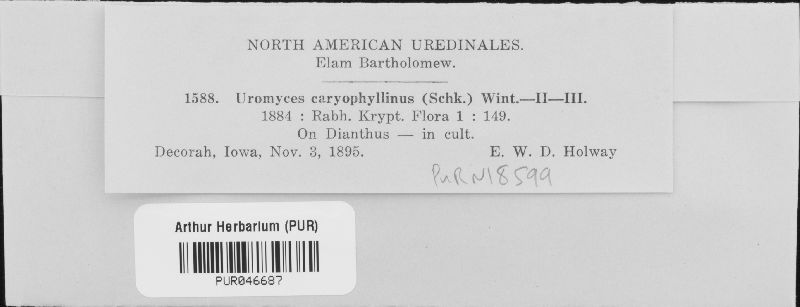 NORTH AMERICAN UREDINALES.
Elam Bartholomew.
1588. Uromyces caryophyllinus (Schk.) Wint.—II—III.
1884 : Rabh. Krypt. Flora 1 : 149.
On Dianthus — in cult.
Decorah, Iowa, Nov. 3, 1895. E. W. D. Holway
PUR N18599
Arthur Herbarium (PUR)
PUR046687